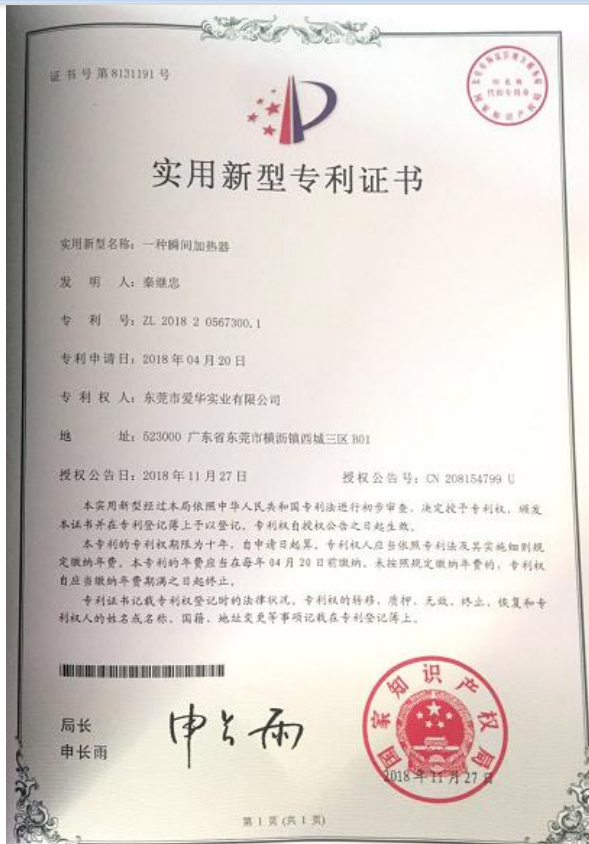 证书号第8131191号
实用新型专利证书
实用新型名称：一种瞬间加热器
发 明 人：秦继忠
专 利 号：ZL 2018 2 0567300.1
专利申请日：2018年04月20日
专 利 权 人：东莞市爱华实业有限公司
地 址：523000 广东省东莞市横沥镇西城三区B01
授权公告日：2018年11月27日 授权公告号：CN 208154799 U
本实用新型经过本局依照中华人民共和国专利法进行初步审查，决定授予专利权，颁发
本证书并在专利登记簿上予以登记。专利权自授权公告之日起生效。
本专利的专利权期限为十年，自申请日起算。专利权人应当依照专利法及其实施细则规
定缴纳年费。本专利的年费应当在每年04月20日前缴纳。未按照规定缴纳年费的，专利权
自应当缴纳年费期满之日起终止。
专利证书记载专利权登记时的法律状况。专利权的转移、质押、无效、终止、恢复和专
利权人的姓名或名称、国籍、地址变更等事项记载在专利登记簿上。
局长
申长雨
申长雨
国家知识产权局
2018年11月27日
第1页(共1页)